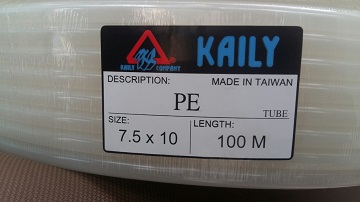 KAILY
KAILY COMPANY
DESCRIPTION: MADE IN TAIWAN
PE TUBE
SIZE: LENGTH:
7.5 x 10 100 M